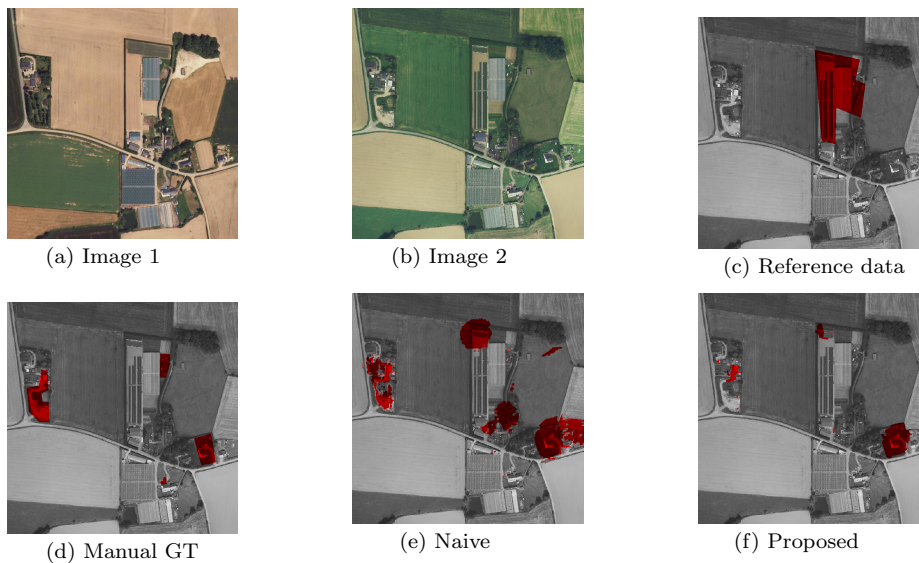 (a) Image 1
(b) Image 2
(c) Reference data
(d) Manual GT
(e) Naive
(f) Proposed